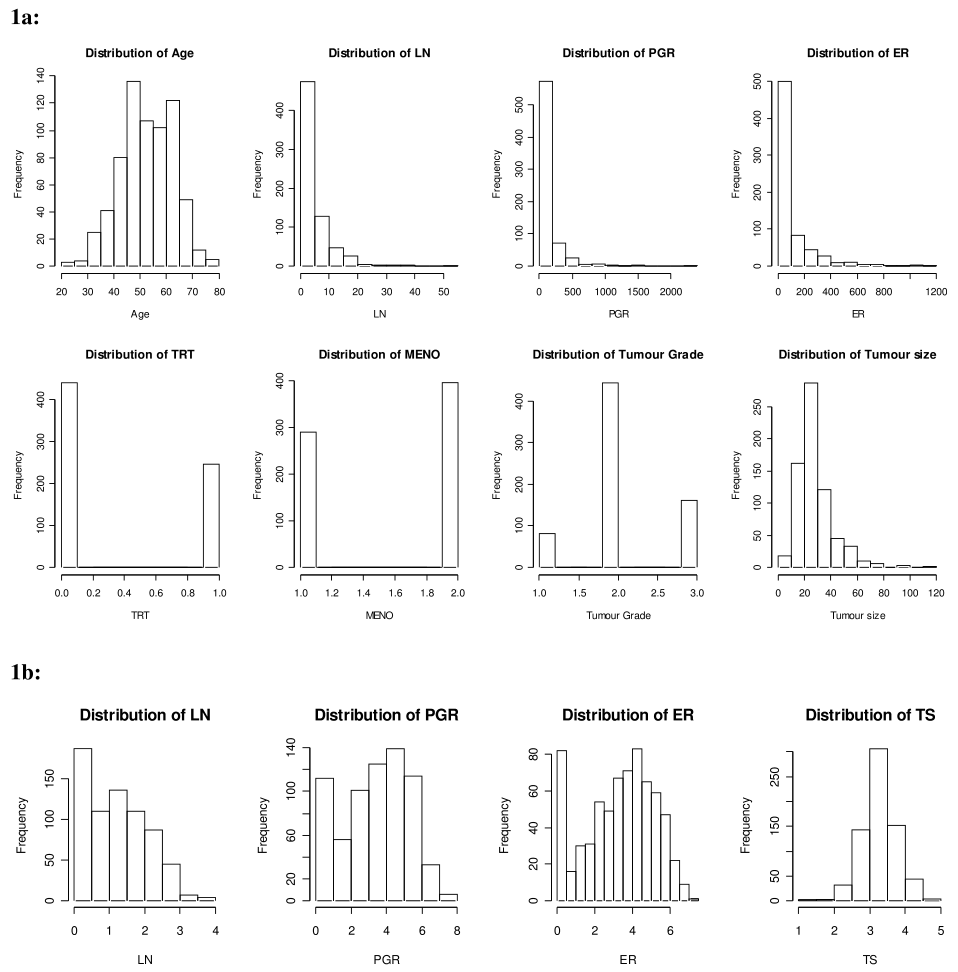 1a:
Distribution of Age
Distribution of LN
Distribution of PGR
Distribution of ER
Frequency
0 20 40 60 80 100 120 140
20 30 40 50 60 70 80
Age
Frequency
0 100 200 300 400
0 10 20 30 40 50
LN
Frequency
0 100 200 300 400 500
0 500 1000 1500 2000
PGR
Frequency
0 100 200 300 400 500
0 200 400 600 800 1200
ER
Distribution of TRT
Distribution of MENO
Distribution of Tumour Grade
Distribution of Tumour size
Frequency
0 100 200 300 400
0.0 0.2 0.4 0.6 0.8 1.0
TRT
Frequency
0 100 200 300 400
1.0 1.2 1.4 1.6 1.8 2.0
MENO
Frequency
0 100 200 300 400
1.0 1.5 2.0 2.5 3.0
Tumour Grade
Frequency
0 50 100 150 200 250
0 20 40 60 80 100 120
Tumour size
1b:
Distribution of LN
Distribution of PGR
Distribution of ER
Distribution of TS
Frequency
0 50 100 150
0 1 2 3 4
LN
Frequency
0 20 60 100 140
0 2 4 6 8
PGR
Frequency
0 20 40 60 80
0 2 4 6
ER
Frequency
0 50 150 250
1 2 3 4 5
TS